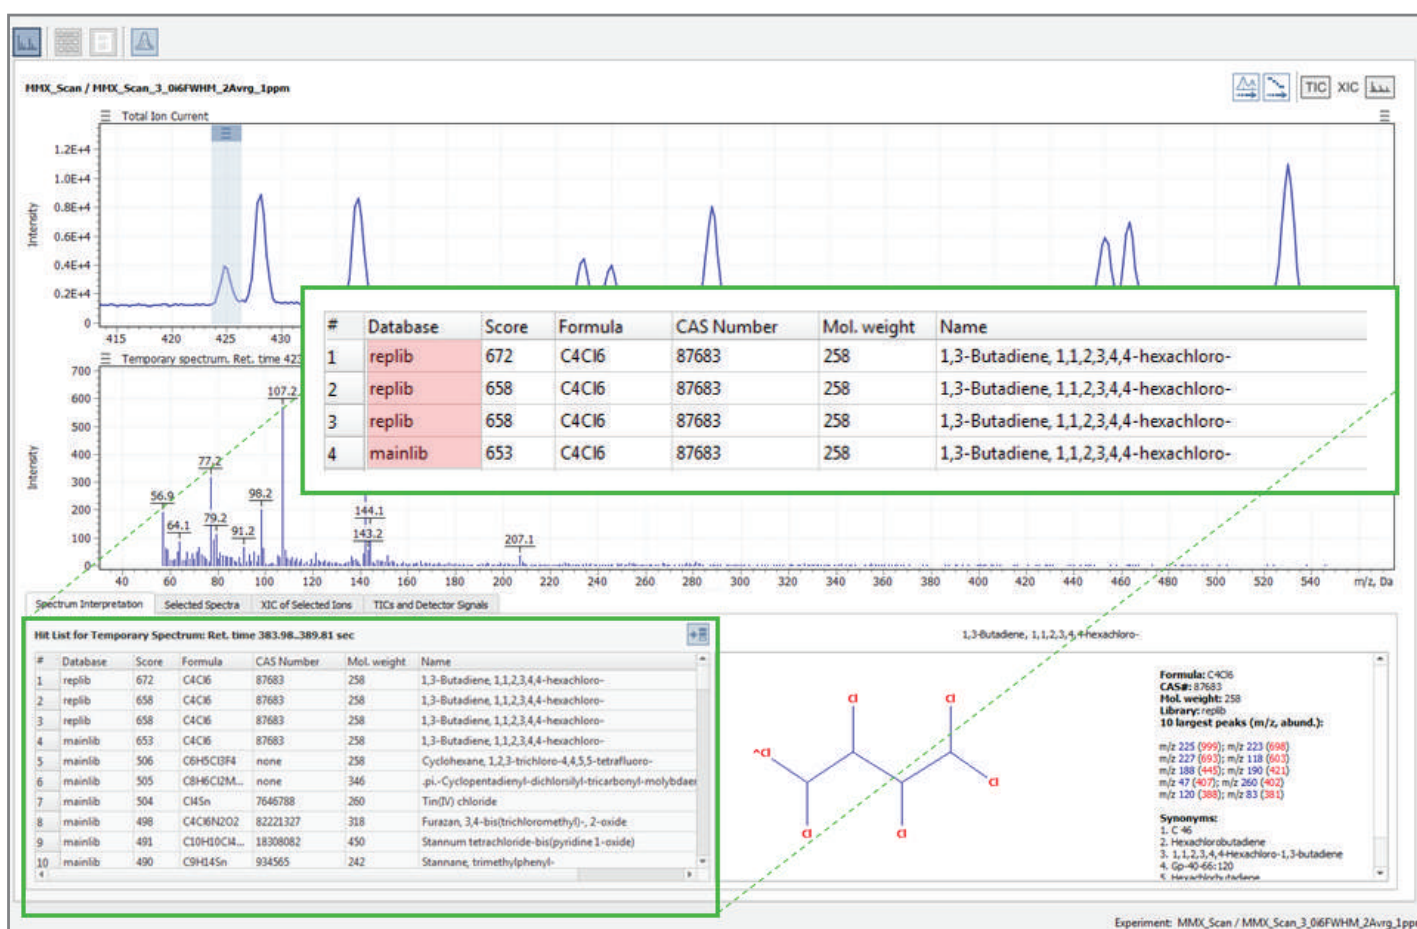 MMX_Scan / MMX_Scan_3_0i6FWHM_2Avrg_1ppm
TIC XIC
Total Ion Current
Intensity
1.2E+4
1.0E+4
0.8E+4
0.6E+4
0.4E+4
0.2E+4
0
415 420 425 430
# Database Score Formula CAS Number Mol. weight Name
1 replib 672 C4Cl6 87683 258 1,3-Butadiene, 1,1,2,3,4,4-hexachloro-
2 replib 658 C4Cl6 87683 258 1,3-Butadiene, 1,1,2,3,4,4-hexachloro-
3 replib 658 C4Cl6 87683 258 1,3-Butadiene, 1,1,2,3,4,4-hexachloro-
4 mainlib 653 C4Cl6 87683 258 1,3-Butadiene, 1,1,2,3,4,4-hexachloro-
Temporary spectrum. Ret. time 423
Intensity
700
600
500
400
300
200
100
0
107.2
77.2
56.9
98.2
64.1
79.2
91.2
144.1
143.2
207.1
40 60 80 100 120 140 160 180 200 220 240 260 280 300 320 340 360 380 400 420 440 460 480 500 520 540 m/z, Da
Spectrum Interpretation Selected Spectra XIC of Selected Ions TICs and Detector Signals
Hit List for Temporary Spectrum: Ret. time 383.98..389.81 sec
# Database Score Formula CAS Number Mol. weight Name
1 replib 672 C4Cl6 87683 258 1,3-Butadiene, 1,1,2,3,4,4-hexachloro-
2 replib 658 C4Cl6 87683 258 1,3-Butadiene, 1,1,2,3,4,4-hexachloro-
3 replib 658 C4Cl6 87683 258 1,3-Butadiene, 1,1,2,3,4,4-hexachloro-
4 mainlib 653 C4Cl6 87683 258 1,3-Butadiene, 1,1,2,3,4,4-hexachloro-
5 mainlib 506 C6H5Cl3F4 none 258 Cyclohexane, 1,2,3-trichloro-4,4,5,5-tetrafluoro-
6 mainlib 505 C8H6Cl2M... none 346 .pi.-Cyclopentadienyl-dichlorsilyl-tricarbonyl-molybdaen
7 mainlib 504 Cl4Sn 7646788 260 Tin(IV) chloride
8 mainlib 498 C4Cl6N2O2 82221327 318 Furazan, 3,4-bis(trichloromethyl)-, 2-oxide
9 mainlib 491 C10H10Cl4... 18308082 450 Stannum tetrachloride-bis(pyridine 1-oxide)
10 mainlib 490 C9H14Sn 934565 242 Stannane, trimethylphenyl-
1,3-Butadiene, 1,1,2,3,4,4-hexachloro-
Cl Cl
^Cl
Cl
Cl Cl
Formula: C4Cl6
CAS#: 87683
Mol. weight: 258
Library: replib
10 largest peaks (m/z, abund.):
m/z 225 (999); m/z 223 (698)
m/z 227 (693); m/z 118 (603)
m/z 188 (445); m/z 190 (421)
m/z 47 (407); m/z 260 (402)
m/z 120 (388); m/z 83 (381)
Synonyms:
1. C 46
2. Hexachlorobutadiene
3. 1,1,2,3,4,4-Hexachloro-1,3-butadiene
4. Gp-40-66:120
5. Hexachlorbutadiene
Experiment: MMX_Scan / MMX_Scan_3_0i6FWHM_2Avrg_1ppm